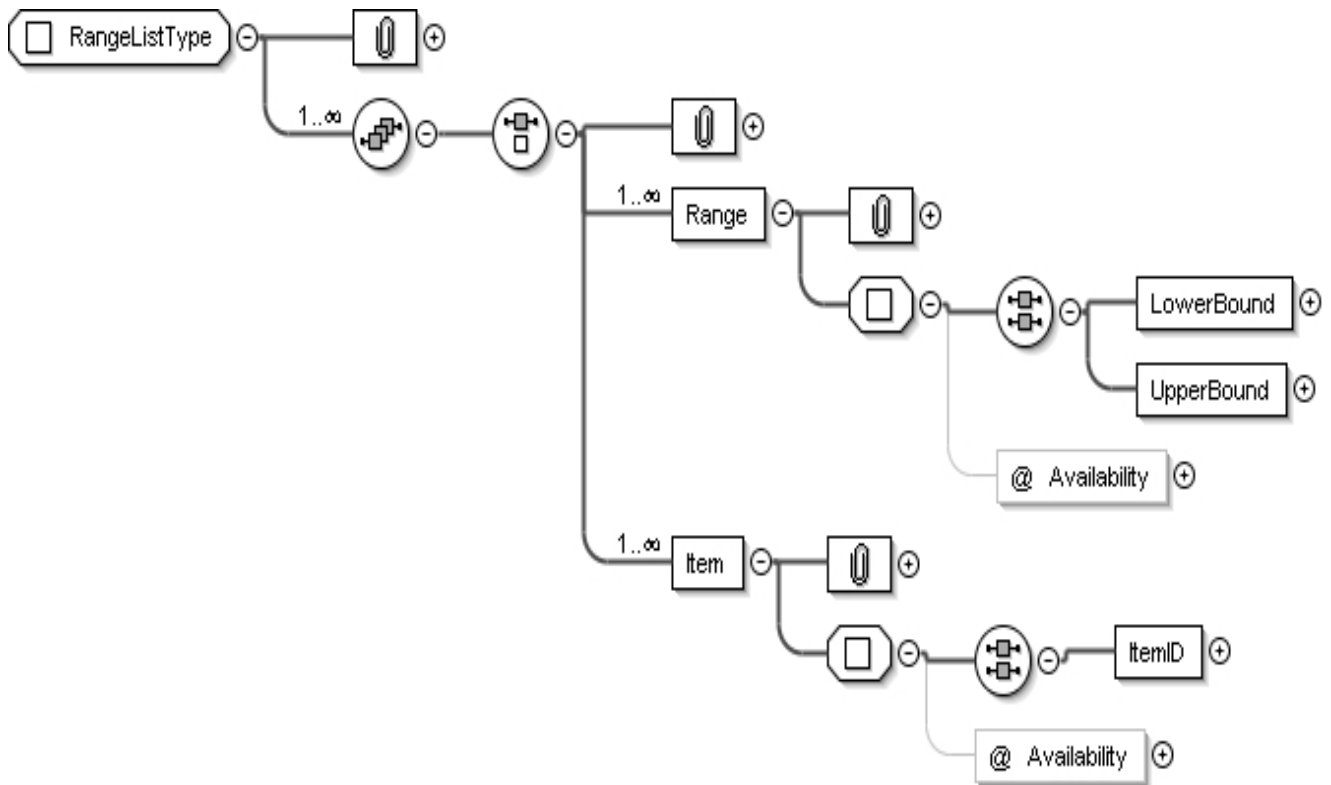 RangeListType
1..∞
1..∞
Range
LowerBound
UpperBound
@ Availability
1..∞
Item
ItemID
@ Availability